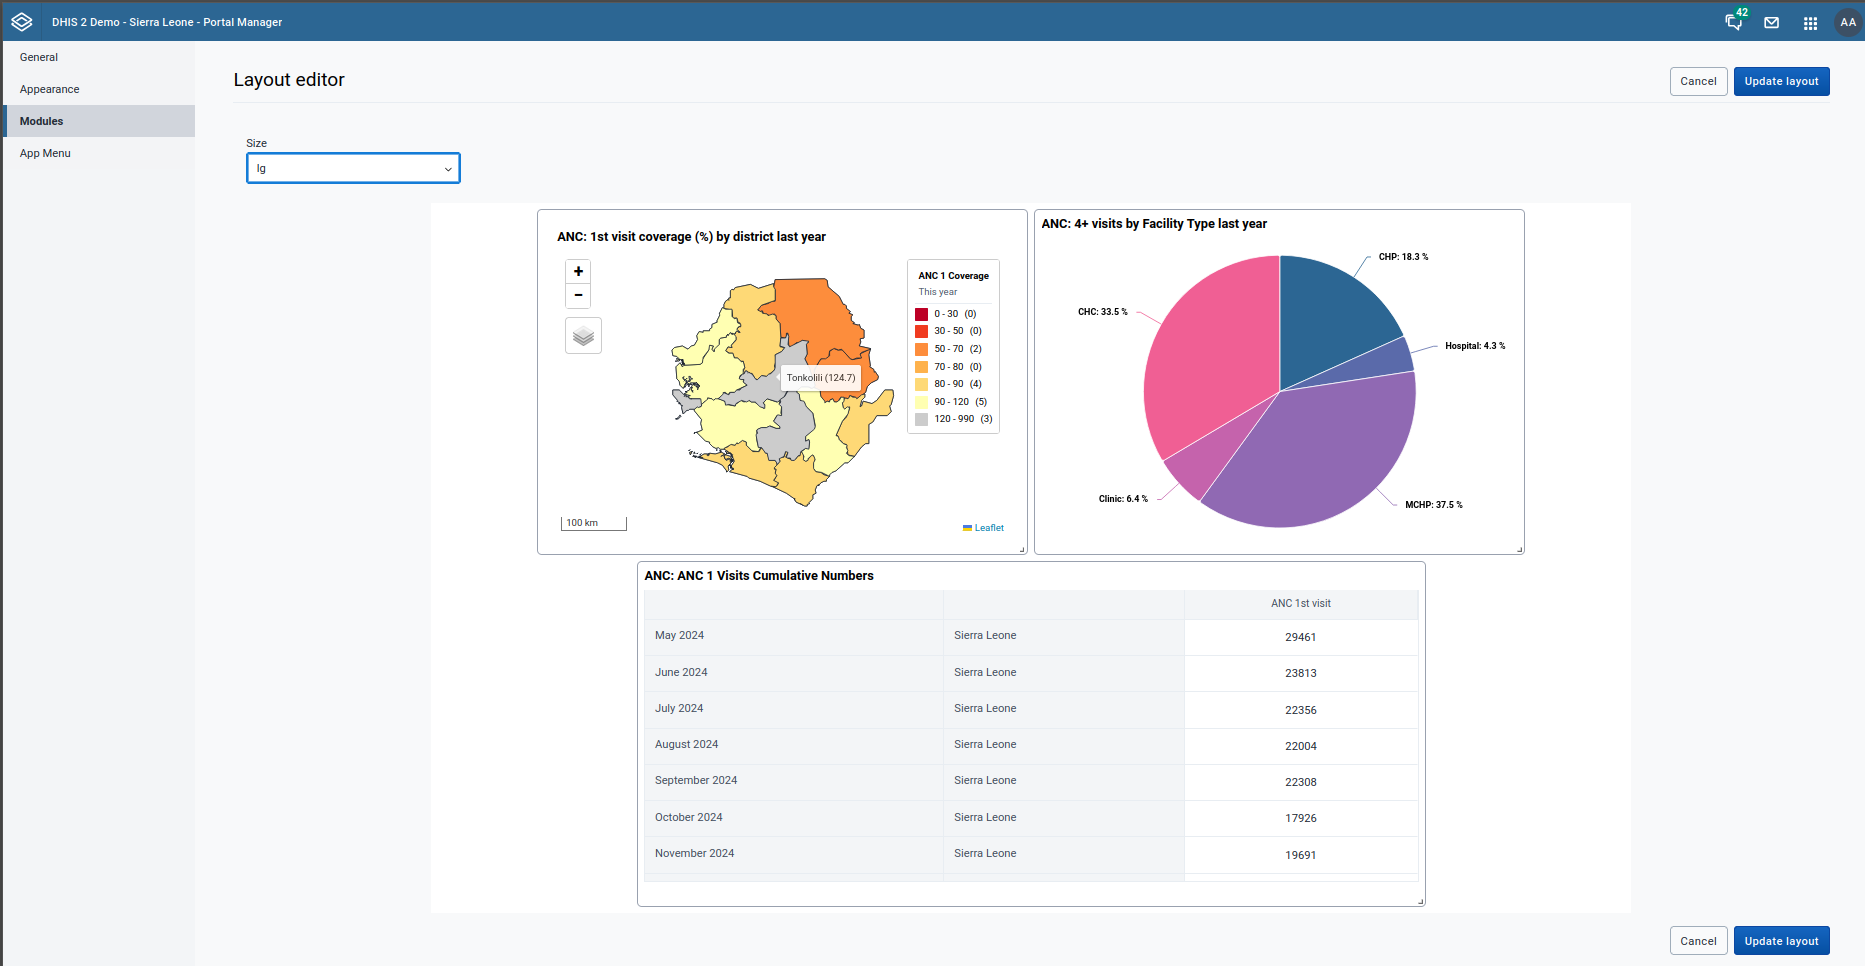 DHIS 2 Demo - Sierra Leone - Portal Manager
42
AA
General
Appearance
Modules
App Menu
Layout editor
Cancel
Update layout
Size
lg
ANC: 1st visit coverage (%) by district last year
+
−
ANC 1 Coverage
This year
0 - 30 (0)
30 - 50 (0)
50 - 70 (2)
70 - 80 (0)
80 - 90 (4)
90 - 120 (5)
120 - 990 (3)
Tonkolili (124.7)
100 km
Leaflet
ANC: 4+ visits by Facility Type last year
CHP: 18.3 %
CHC: 33.5 %
Hospital: 4.3 %
Clinic: 6.4 %
MCHP: 37.5 %
ANC: ANC 1 Visits Cumulative Numbers
ANC 1st visit
May 2024 Sierra Leone 29461
June 2024 Sierra Leone 23813
July 2024 Sierra Leone 22356
August 2024 Sierra Leone 22004
September 2024 Sierra Leone 22308
October 2024 Sierra Leone 17926
November 2024 Sierra Leone 19691
Cancel
Update layout